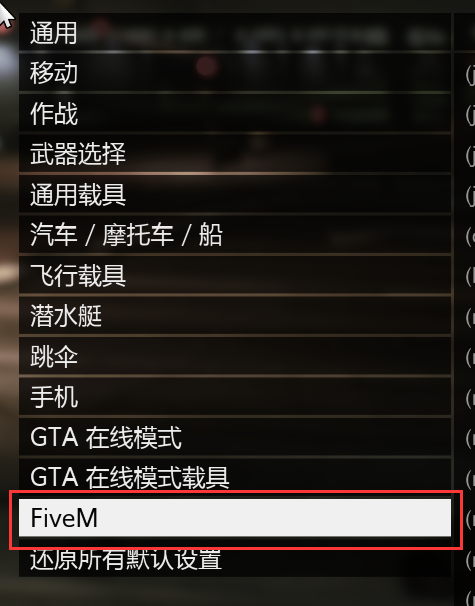 通用
移动
作战
武器选择
通用载具
汽车 / 摩托车 / 船
飞行载具
潜水艇
跳伞
手机
GTA 在线模式
GTA 在线模式载具
FiveM
还原所有默认设置